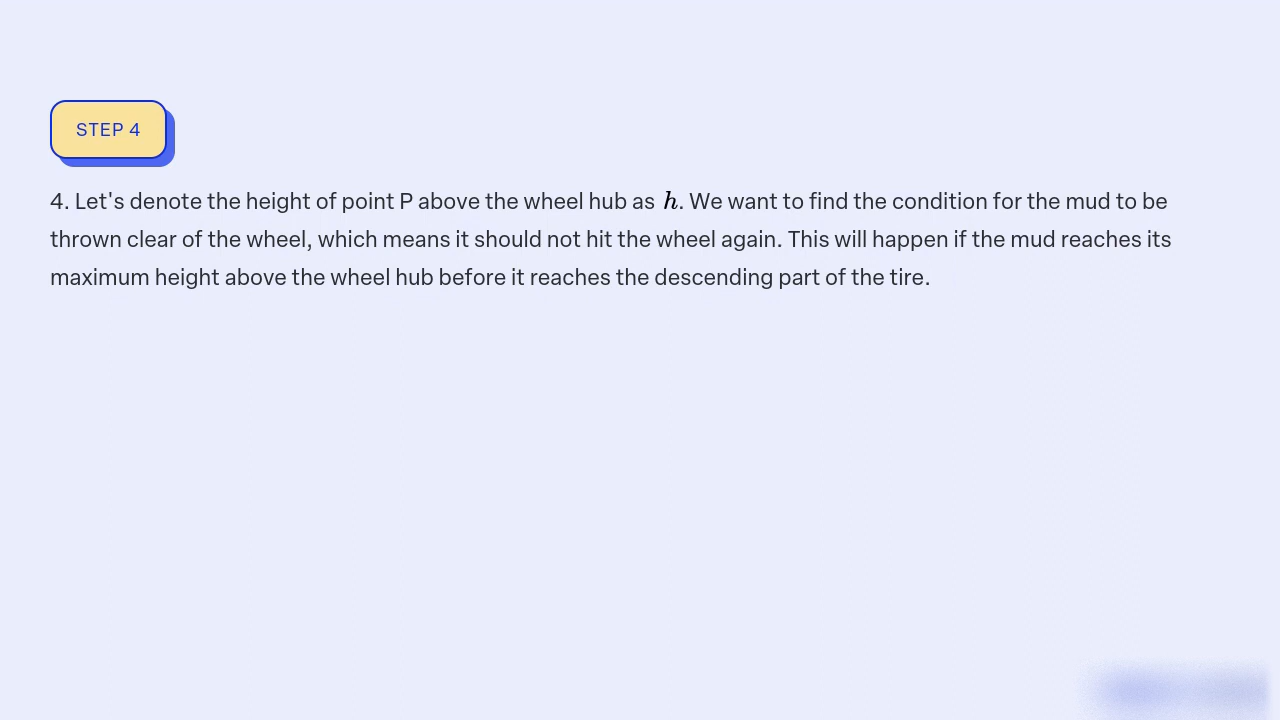 STEP 4
4. Let's denote the height of point P above the wheel hub as h. We want to find the condition for the mud to be
thrown clear of the wheel, which means it should not hit the wheel again. This will happen if the mud reaches its
maximum height above the wheel hub before it reaches the descending part of the tire.